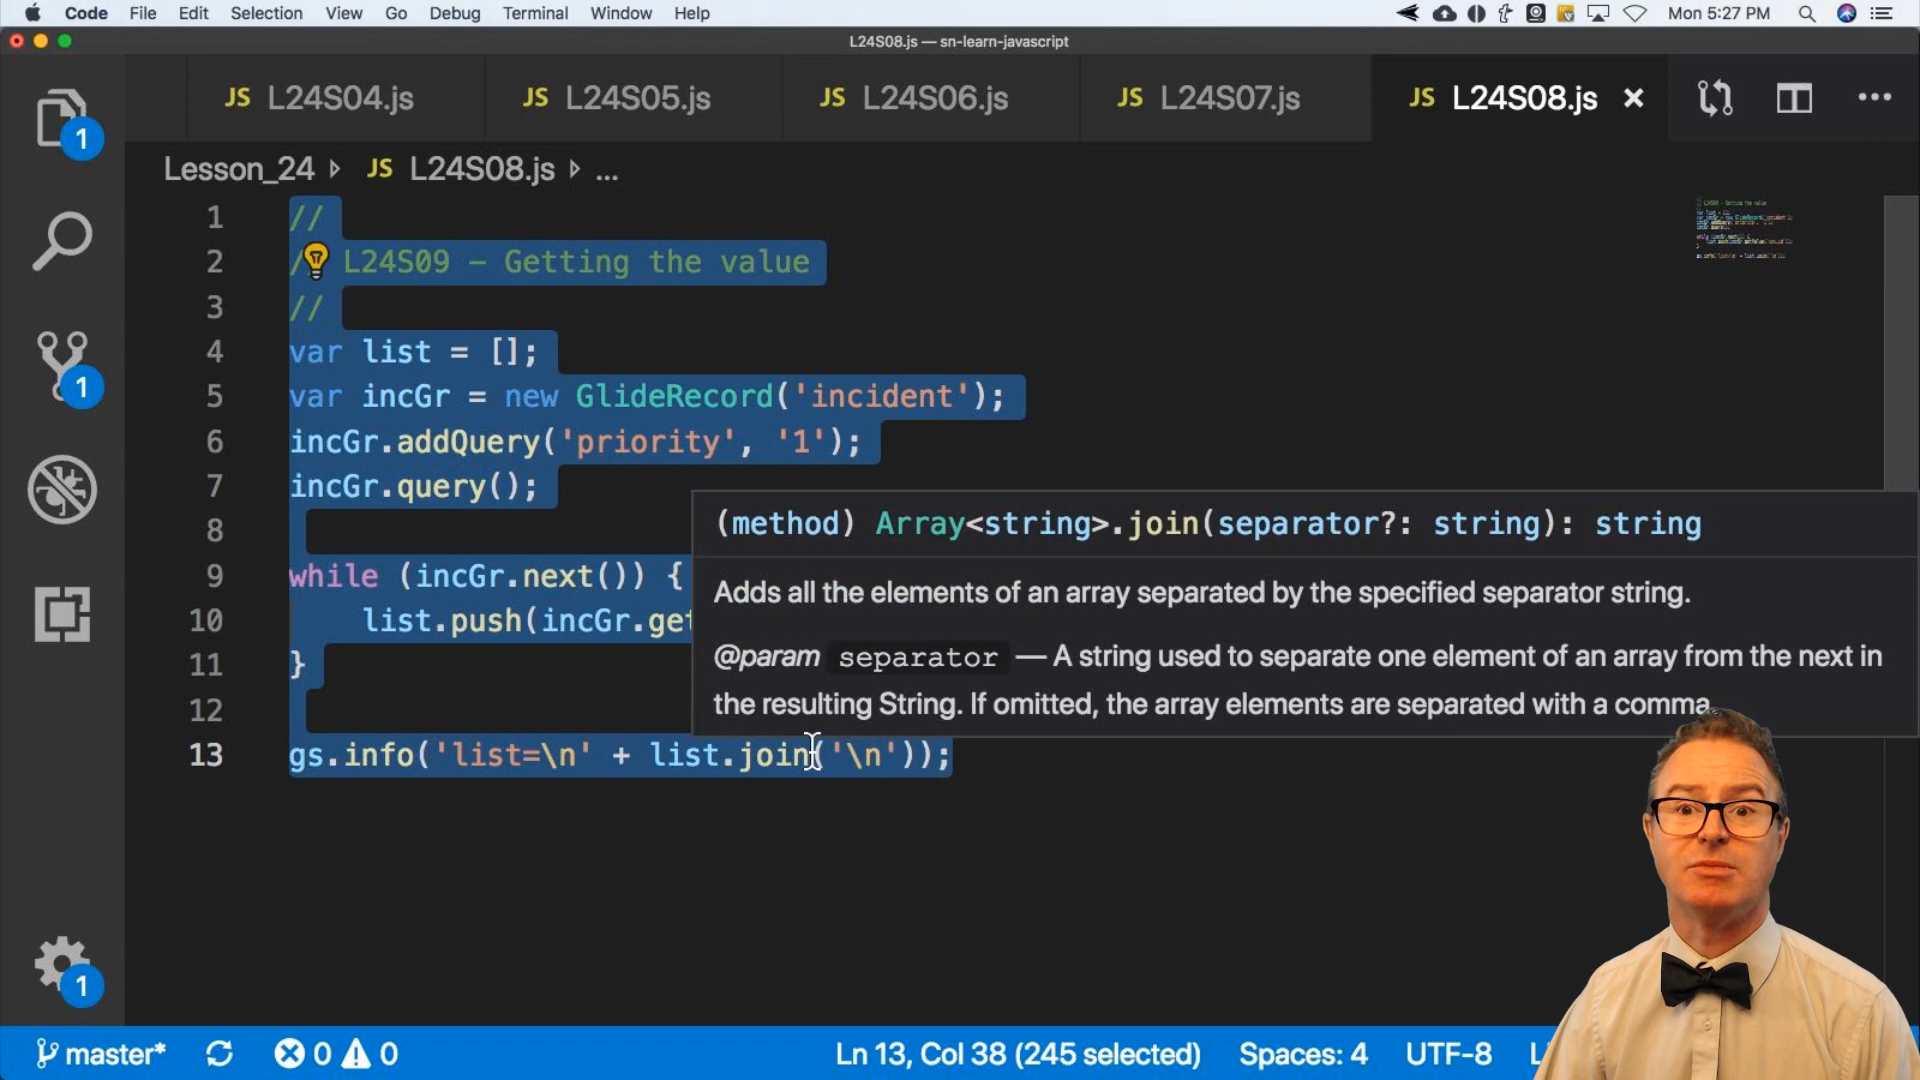 Code File Edit Selection View Go Debug Terminal Window Help Mon 5:27 PM
L24S08.js — sn-learn-javascript
JS L24S04.js JS L24S05.js JS L24S06.js JS L24S07.js JS L24S08.js
Lesson_24 JS L24S08.js ...
1 //
2 // L24S09 - Getting the value
3 //
4 var list = [];
5 var incGr = new GlideRecord('incident');
6 incGr.addQuery('priority', '1');
7 incGr.query();
8
9 while (incGr.next()) {
10 list.push(incGr.get
11 }
12
13 gs.info('list=\n' + list.join('\n'));
(method) Array<string>.join(separator?: string): string
Adds all the elements of an array separated by the specified separator string.
@param separator — A string used to separate one element of an array from the next in
the resulting String. If omitted, the array elements are separated with a comma.
1
1
1
master* 0 0 Ln 13, Col 38 (245 selected) Spaces: 4 UTF-8